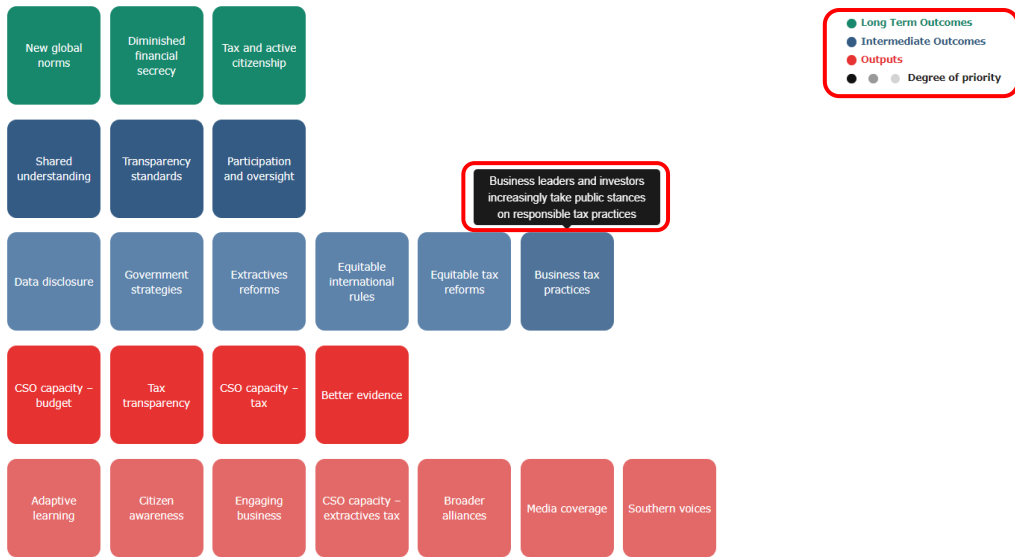 New global
norms
Diminished
financial
secrecy
Tax and active
citizenship
Long Term Outcomes
Intermediate Outcomes
Outputs
Degree of priority
Shared
understanding
Transparency
standards
Participation
and oversight
Business leaders and investors
increasingly take public stances
on responsible tax practices
Data disclosure
Government
strategies
Extractives
reforms
Equitable
international
rules
Equitable tax
reforms
Business tax
practices
CSO capacity –
budget
Tax
transparency
CSO capacity –
tax
Better evidence
Adaptive
learning
Citizen
awareness
Engaging
business
CSO capacity –
extractives tax
Broader
alliances
Media coverage
Southern voices